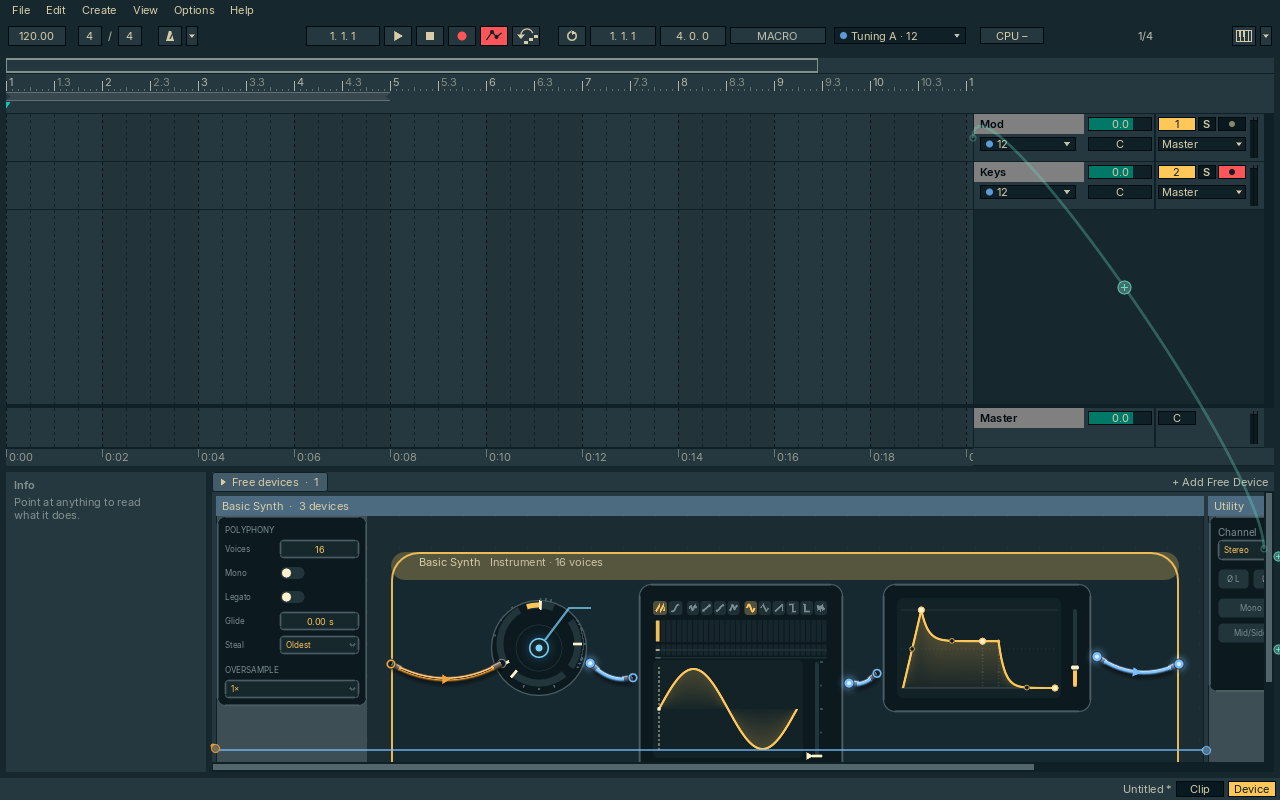 File Edit Create View Options Help
120.00 4 / 4 1. 1. 1 1. 1. 1 4. 0. 0 MACRO Tuning A · 12 CPU – 1/4
1 1.3 2 2.3 3 3.3 4 4.3 5 5.3 6 6.3 7 7.3 8 8.3 9 9.3 10 10.3 1
Mod 0.0 1 S
12 C Master
Keys 0.0 2 S
12 C Master
Master 0.0 C
0:00 0:02 0:04 0:06 0:08 0:10 0:12 0:14 0:16 0:18
Info
Point at anything to read
what it does.
Free devices · 1
+ Add Free Device
Basic Synth · 3 devices
Utility
POLYPHONY
Voices 16
Mono
Legato
Glide 0.00 s
Steal Oldest
OVERSAMPLE
1×
Basic Synth Instrument · 16 voices
Channel
Stereo
Ø L
Mono
Mid/Side
Untitled * Clip Device